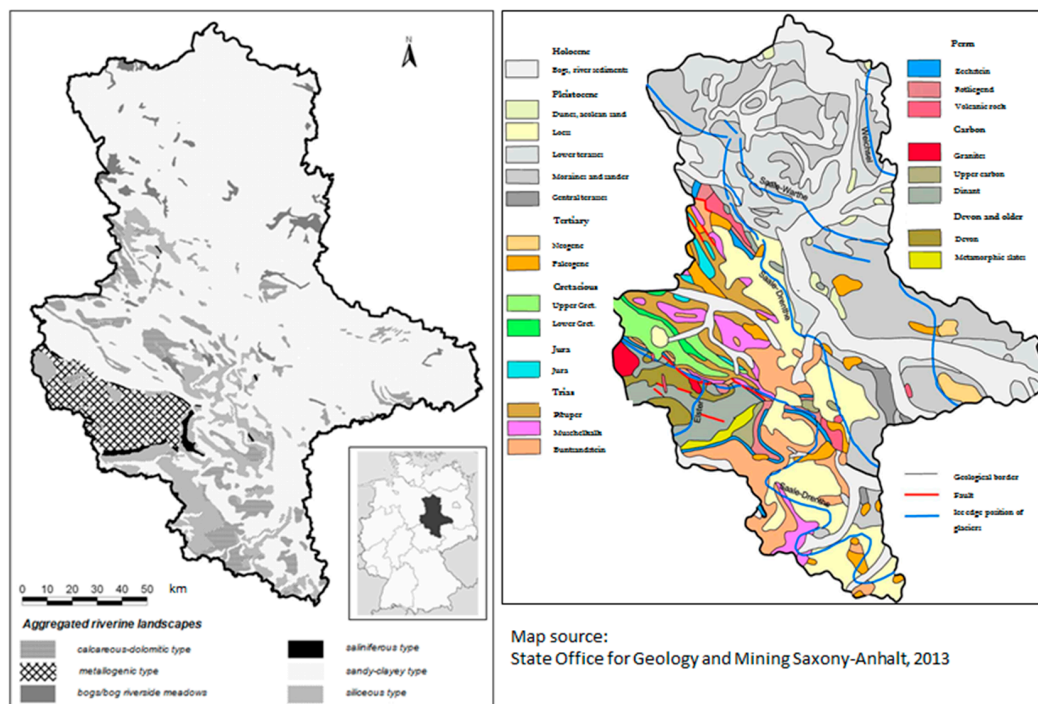 N
0 10 20 30 40 50 km
Aggregated riverine landscapes
calcareous-dolomitic type
metallogenic type
bogs/bog riverside meadows
saliniferous type
sandy-clayey type
siliceous type
Holocene
Bogs, river sediments
Pleistocene
Dunes, aeolean sand
Loess
Lower terases
Moraines and sander
Central terases
Tertiary
Neogene
Paleogene
Cretacious
Upper Cret.
Lower Cret.
Jura
Jura
Trias
Keuper
Muschelkalk
Buntsandstein
Perm
Zechstein
Rotliegend
Volcanic rock
Carbon
Granites
Upper carbon
Dinant
Devon and older
Devon
Metamorphic slates
Geological border
Fault
Ice edge position of
glaciers
Weichsel
Saale-Warthe
Saale-Drenthe
Elster
Saale-Drenthe
Map source:
State Office for Geology and Mining Saxony-Anhalt, 2013